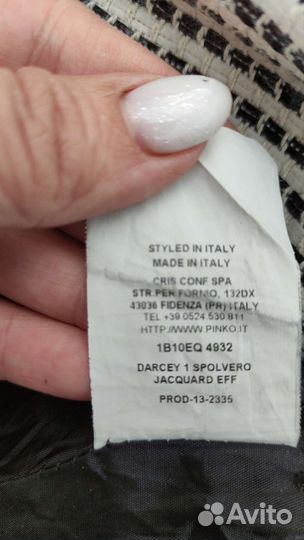 STYLED IN ITALY
MADE IN ITALY
CRIS CONF SPA
STR.PER FORNIO, 132DX
43036 FIDENZA (PR) ITALY
TEL +39 0524 530 811
HTTP://WWW.PINKO.IT
1B10EQ 4932
DARCEY 1 SPOLVERO
JACQUARD EFF
PROD-13-2335
Avito